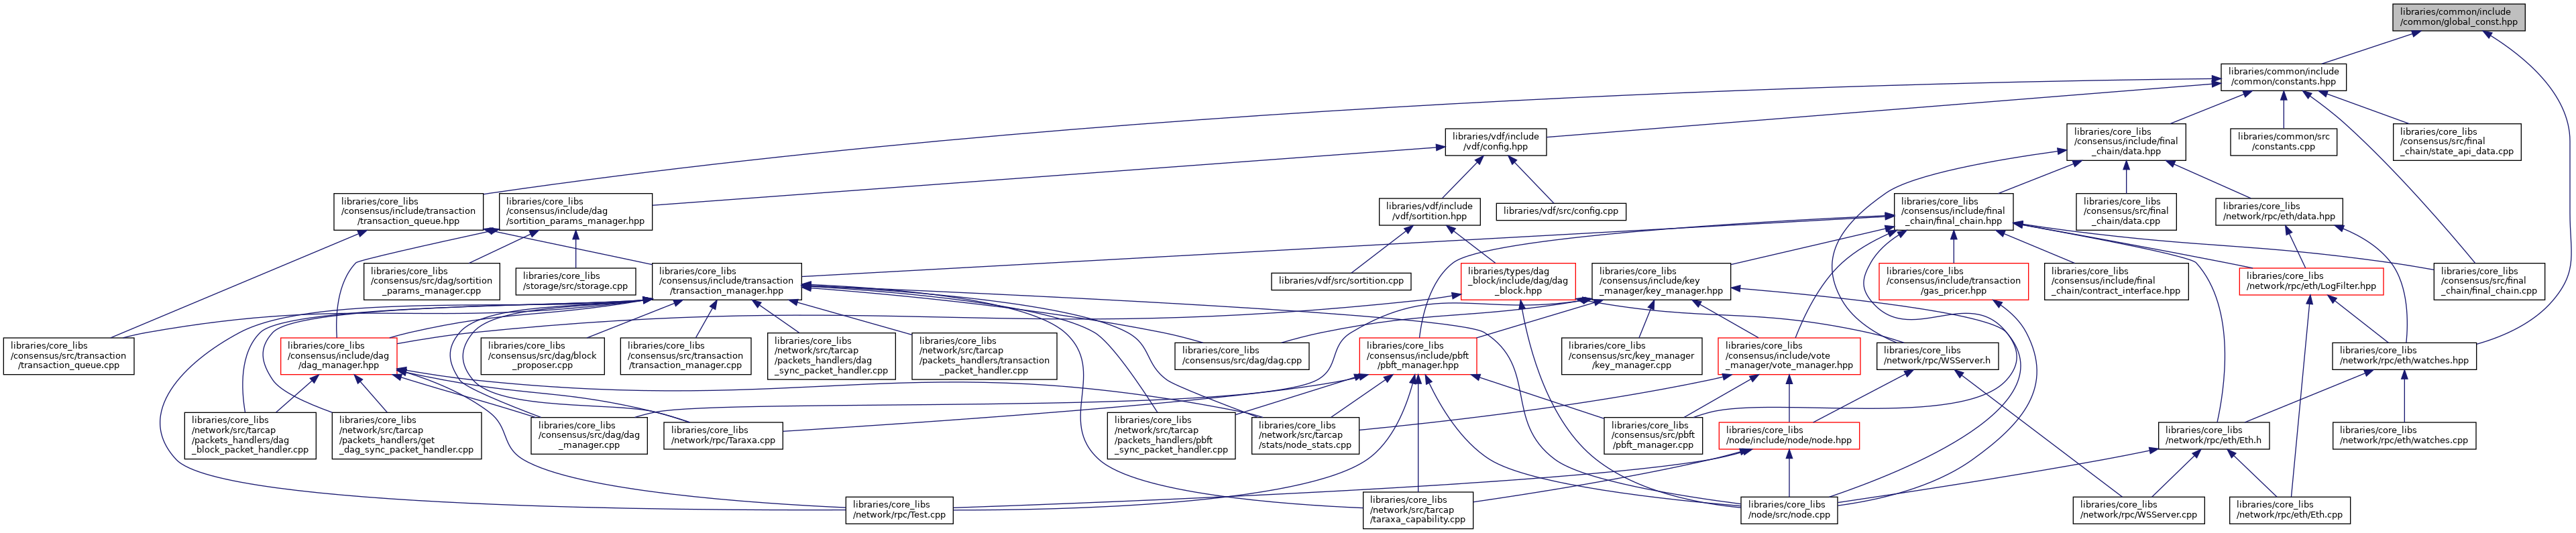 libraries/common/include
/common/global_const.hpp
libraries/common/include
/common/constants.hpp
libraries/vdf/include
/vdf/config.hpp
libraries/core_libs
/consensus/include/final
_chain/data.hpp
libraries/common/src
/constants.cpp
libraries/core_libs
/consensus/src/final
_chain/state_api_data.cpp
libraries/core_libs
/consensus/include/transaction
/transaction_queue.hpp
libraries/core_libs
/consensus/include/dag
/sortition_params_manager.hpp
libraries/vdf/include
/vdf/sortition.hpp
libraries/vdf/src/config.cpp
libraries/core_libs
/consensus/include/final
_chain/final_chain.hpp
libraries/core_libs
/consensus/src/final
_chain/data.cpp
libraries/core_libs
/network/rpc/eth/data.hpp
libraries/core_libs
/consensus/src/dag/sortition
_params_manager.cpp
libraries/core_libs
/storage/src/storage.cpp
libraries/core_libs
/consensus/include/transaction
/transaction_manager.hpp
libraries/vdf/src/sortition.cpp
libraries/types/dag
_block/include/dag/dag
_block.hpp
libraries/core_libs
/consensus/include/key
_manager/key_manager.hpp
libraries/core_libs
/consensus/include/transaction
/gas_pricer.hpp
libraries/core_libs
/consensus/include/final
_chain/contract_interface.hpp
libraries/core_libs
/network/rpc/eth/LogFilter.hpp
libraries/core_libs
/consensus/src/final
_chain/final_chain.cpp
libraries/core_libs
/consensus/src/transaction
/transaction_queue.cpp
libraries/core_libs
/consensus/include/dag
/dag_manager.hpp
libraries/core_libs
/consensus/src/dag/block
_proposer.cpp
libraries/core_libs
/consensus/src/transaction
/transaction_manager.cpp
libraries/core_libs
/network/src/tarcap
/packets_handlers/dag
_sync_packet_handler.cpp
libraries/core_libs
/network/src/tarcap
/packets_handlers/transaction
_packet_handler.cpp
libraries/core_libs
/consensus/src/dag/dag.cpp
libraries/core_libs
/consensus/include/pbft
/pbft_manager.hpp
libraries/core_libs
/consensus/src/key_manager
/key_manager.cpp
libraries/core_libs
/consensus/include/vote
_manager/vote_manager.hpp
libraries/core_libs
/network/rpc/WSServer.h
libraries/core_libs
/network/rpc/eth/watches.hpp
libraries/core_libs
/network/src/tarcap
/packets_handlers/dag
_block_packet_handler.cpp
libraries/core_libs
/network/src/tarcap
/packets_handlers/get
_dag_sync_packet_handler.cpp
libraries/core_libs
/consensus/src/dag/dag
_manager.cpp
libraries/core_libs
/network/rpc/Taraxa.cpp
libraries/core_libs
/network/src/tarcap
/packets_handlers/pbft
_sync_packet_handler.cpp
libraries/core_libs
/network/src/tarcap
/stats/node_stats.cpp
libraries/core_libs
/consensus/src/pbft
/pbft_manager.cpp
libraries/core_libs
/node/include/node/node.hpp
libraries/core_libs
/network/rpc/eth/Eth.h
libraries/core_libs
/network/rpc/eth/watches.cpp
libraries/core_libs
/network/rpc/Test.cpp
libraries/core_libs
/network/src/tarcap
/taraxa_capability.cpp
libraries/core_libs
/node/src/node.cpp
libraries/core_libs
/network/rpc/WSServer.cpp
libraries/core_libs
/network/rpc/eth/Eth.cpp